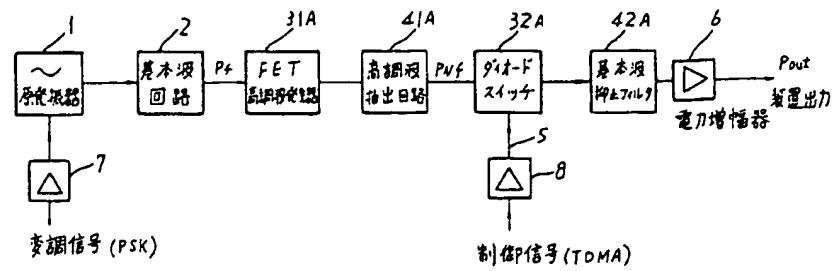 1
2
31A
41A
32A
42A
6
原発振器
基本波
回路
Pf
FET
高調波発生器
高調波
抽出回路
PNf
ダイオード
スイッチ
基本波
抑止フィルタ
電力増幅器
Pout
装置出力
7
5
8
変調信号(PSK)
制御信号(TDMA)